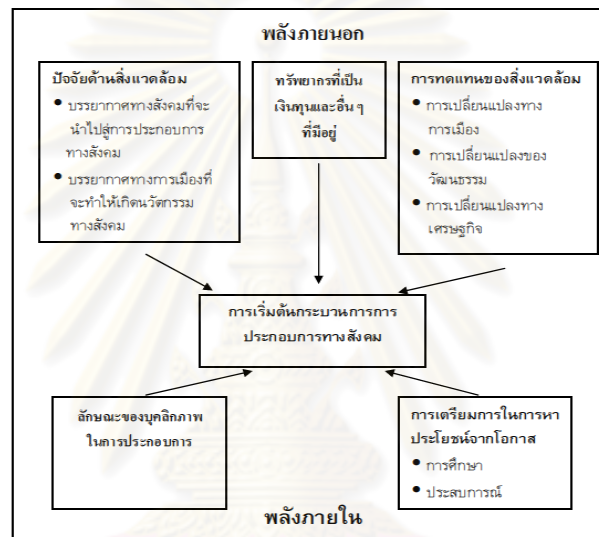 พลังภายนอก
ปัจจัยด้านสิ่งแวดล้อม
• บรรยากาศทางสังคมที่จะ
นำไปสู่การประกอบการ
ทางสังคม
• บรรยากาศทางการเมืองที่
จะทำให้เกิดนวัตกรรม
ทางสังคม
ทรัพยากรที่เป็น
เงินทุนและอื่น ๆ
ที่มีอยู่
การทดแทนของสิ่งแวดล้อม
• การเปลี่ยนแปลงทาง
การเมือง
• การเปลี่ยนแปลงของ
วัฒนธรรม
• การเปลี่ยนแปลงทาง
เศรษฐกิจ
การเริ่มต้นกระบวนการการ
ประกอบการทางสังคม
ลักษณะของบุคลิกภาพ
ในการประกอบการ
การเตรียมการในการหา
ประโยชน์จากโอกาส
• การศึกษา
• ประสบการณ์
พลังภายใน